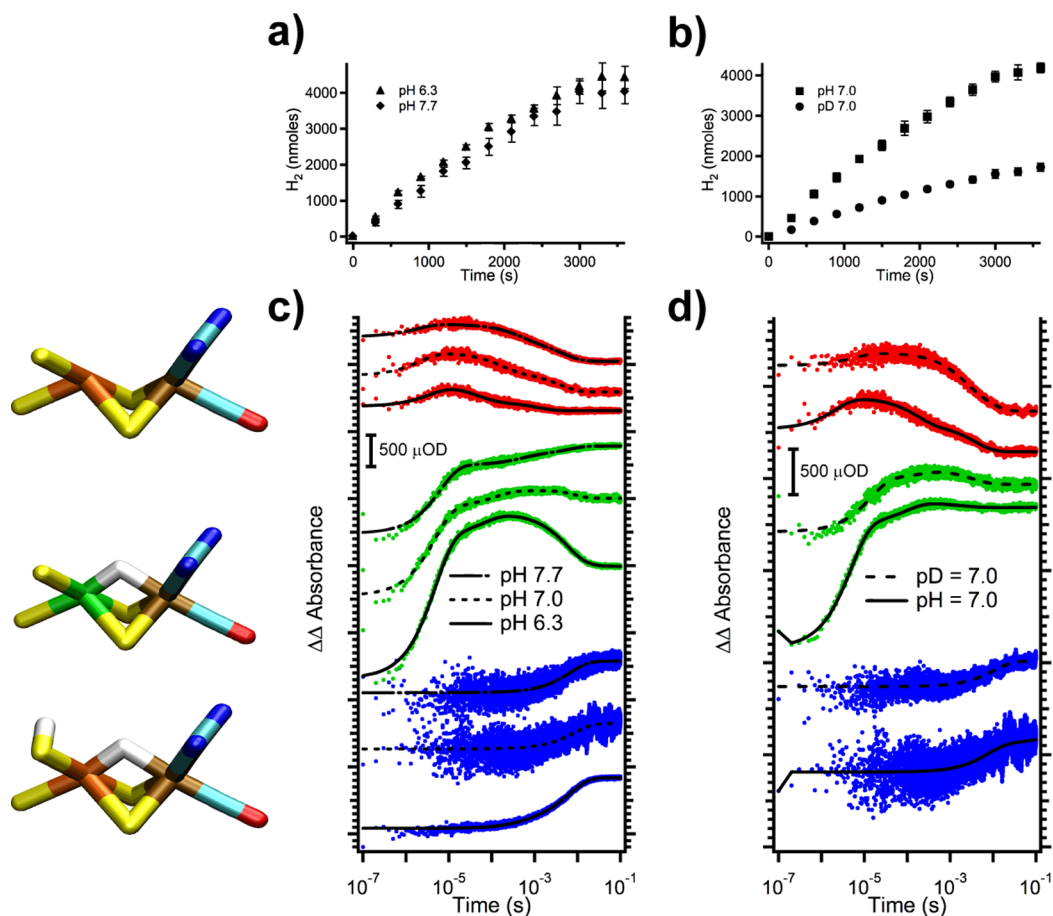 a)
4000
3000
2000
1000
0
H₂ (nmoles)
pH 6.3
pH 7.7
0
1000
2000
3000
Time (s)
b)
4000
3000
2000
1000
0
H₂ (nmoles)
pH 7.0
pD 7.0
0
1000
2000
3000
Time (s)
c)
ΔΔ Absorbance
500 μOD
pH 7.7
pH 7.0
pH 6.3
10⁻⁷
10⁻⁵
10⁻³
10⁻¹
Time (s)
d)
ΔΔ Absorbance
500 μOD
pD = 7.0
pH = 7.0
10⁻⁷
10⁻⁵
10⁻³
10⁻¹
Time (s)